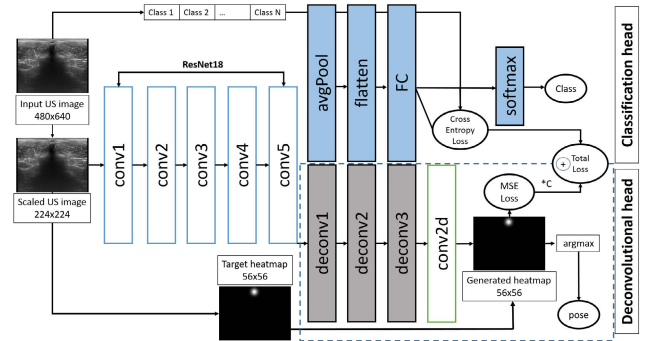 Class 1 Class 2 ... Class N
ResNet18
Input US image
480x640
Scaled US image
224x224
conv1
conv2
conv3
conv4
conv5
avgPool
flatten
FC
softmax
Class
Cross
Entropy
Loss
Total
+ Loss
Classification head
MSE
Loss
*C
deconv1
deconv2
deconv3
conv2d
Target heatmap
56x56
Generated heatmap
56x56
argmax
pose
Deconvolutional head